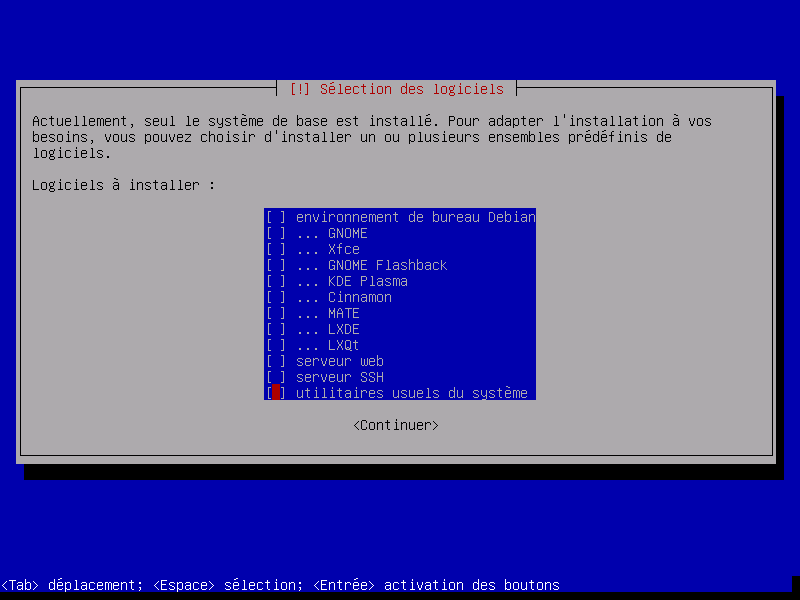 [!] Sélection des logiciels
Actuellement, seul le système de base est installé. Pour adapter l'installation à vos
besoins, vous pouvez choisir d'installer un ou plusieurs ensembles prédéfinis de
logiciels.
Logiciels à installer :
[ ] environnement de bureau Debian
[ ] ... GNOME
[ ] ... Xfce
[ ] ... GNOME Flashback
[ ] ... KDE Plasma
[ ] ... Cinnamon
[ ] ... MATE
[ ] ... LXDE
[ ] ... LXQt
[ ] serveur web
[ ] serveur SSH
[ ] utilitaires usuels du système
<Continuer>
<Tab> déplacement; <Espace> sélection; <Entrée> activation des boutons